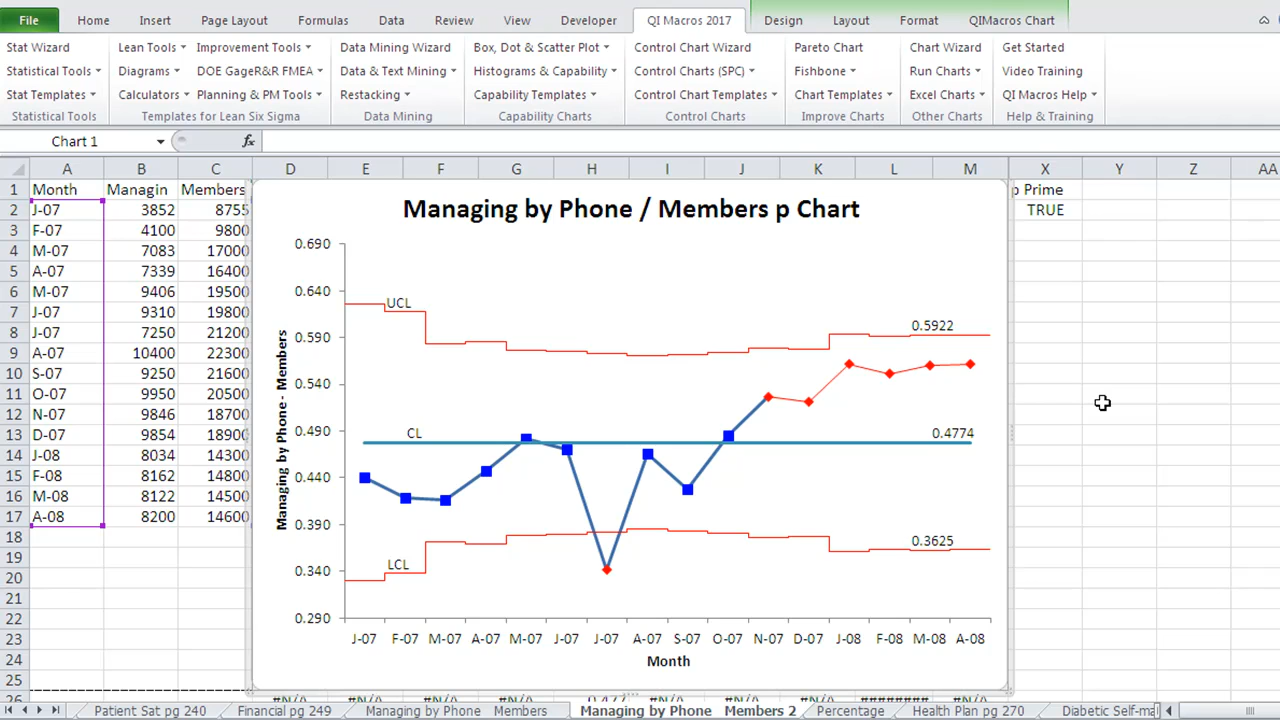 File Home Insert Page Layout Formulas Data Review View Developer QI Macros 2017 Design Layout Format QIMacros Chart
Stat Wizard Lean Tools Improvement Tools Data Mining Wizard Box, Dot & Scatter Plot Control Chart Wizard Pareto Chart Chart Wizard Get Started
Statistical Tools Diagrams DOE GageR&R FMEA Data & Text Mining Histograms & Capability Control Charts (SPC) Fishbone Run Charts Video Training
Stat Templates Calculators Planning & PM Tools Restacking Capability Templates Control Chart Templates Chart Templates Excel Charts QI Macros Help
Statistical Tools Templates for Lean Six Sigma Data Mining Capability Charts Control Charts Improve Charts Other Charts Help & Training
Chart 1 fx
A B C D E F G H I J K L M X Y Z AA
1 Month Managin Members p Prime
2 J-07 3852 8755 TRUE
3 F-07 4100 9800
4 M-07 7083 17000
5 A-07 7339 16400
6 M-07 9406 19500
7 J-07 9310 19800
8 J-07 7250 21200
9 A-07 10400 22300
10 S-07 9250 21600
11 O-07 9950 20500
12 N-07 9846 18700
13 D-07 9854 18900
14 J-08 8034 14300
15 F-08 8162 14800
16 M-08 8122 14500
17 A-08 8200 14600
18
19
20
21
22
23
24
25
Managing by Phone / Members p Chart
Managing by Phone - Members
0.690
0.640
0.590
0.540
0.490
0.440
0.390
0.340
0.290
UCL
0.5922
CL
0.4774
LCL
0.3625
J-07 F-07 M-07 A-07 M-07 J-07 J-07 A-07 S-07 O-07 N-07 D-07 J-08 F-08 M-08 A-08
Month
Patient Sat pg 240 Financial pg 249 Managing by Phone Members Managing by Phone Members 2 Percentage Health Plan pg 270 Diabetic Self-ma